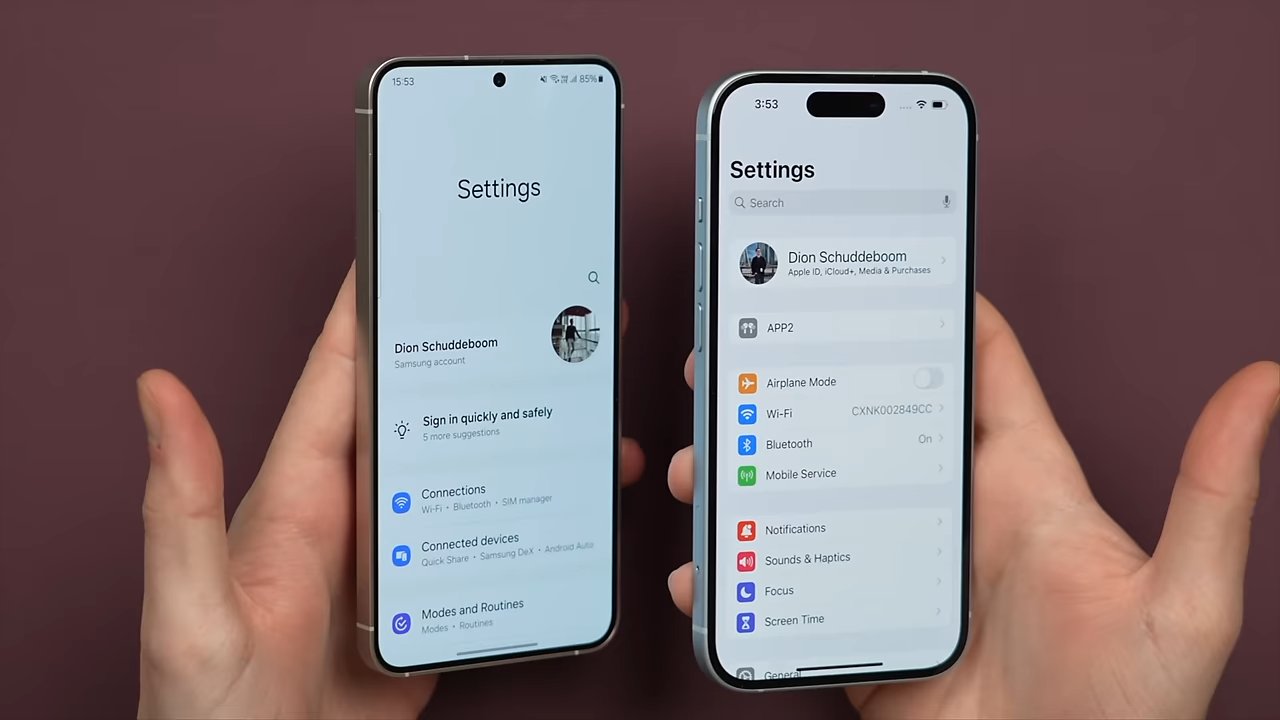 15:53
85%
Settings
Dion Schuddeboom
Samsung account
Sign in quickly and safely
5 more suggestions
Connections
Wi-Fi • Bluetooth • SIM manager
Connected devices
Quick Share • Samsung DeX • Android Auto
Modes and Routines
Modes • Routines
3:53
Settings
Search
Dion Schuddeboom
Apple ID, iCloud+, Media & Purchases
APP2
Airplane Mode
Wi-Fi CXNK002849CC
Bluetooth On
Mobile Service
Notifications
Sounds & Haptics
Focus
Screen Time
General